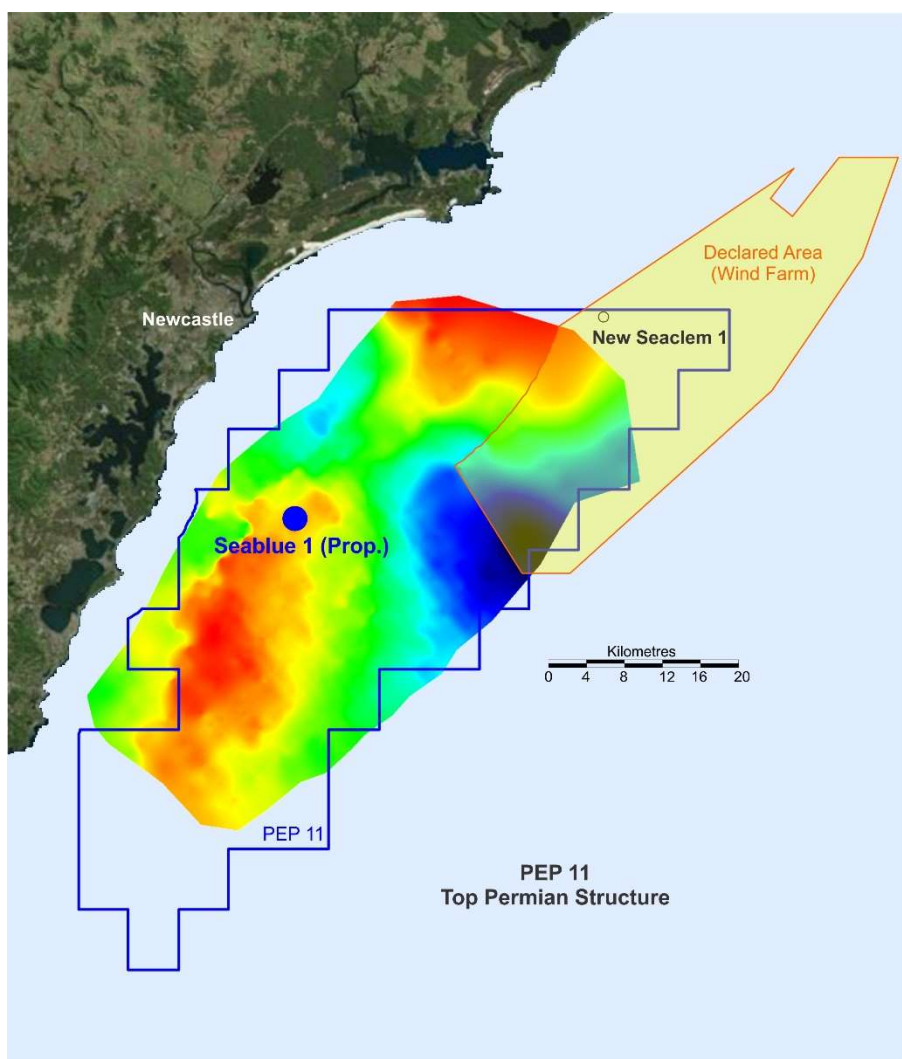 Declared Area
(Wind Farm)
Newcastle
New Seaclem 1
Seablue 1 (Prop.)
Kilometres
0 4 8 12 16 20
PEP 11
PEP 11
Top Permian Structure